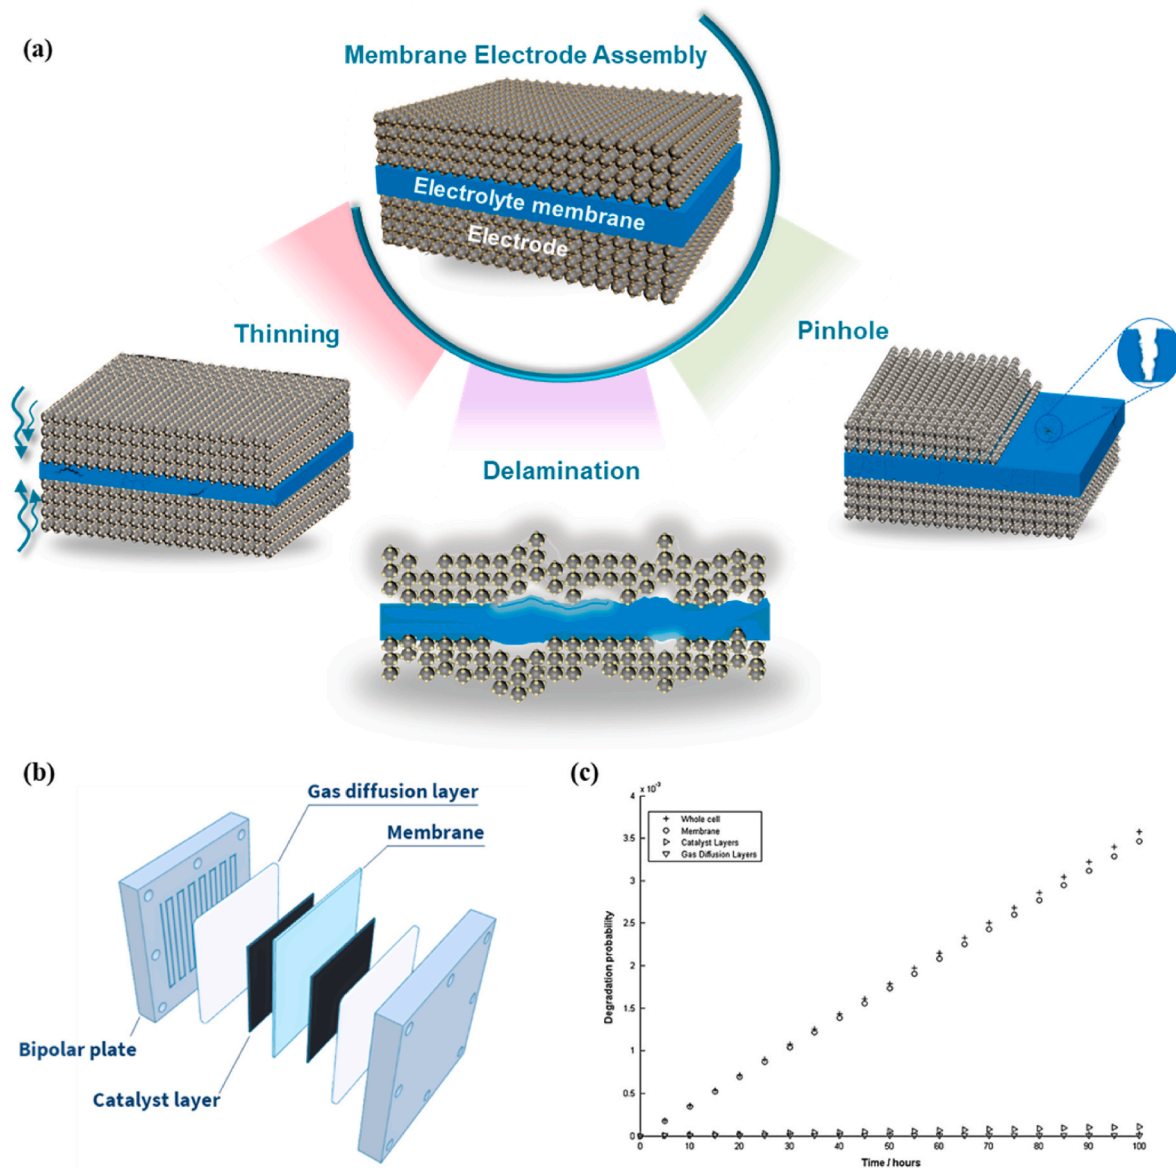 (a)
Membrane Electrode Assembly
Electrolyte membrane
Electrode
Thinning
Pinhole
Delamination
(b)
Gas diffusion layer
Membrane
Bipolar plate
Catalyst layer
(c)
x 10⁻³
4
3.5
3
2.5
2
1.5
1
0.5
0
Degradation probability
Whole cell
Membrane
Catalyst Layers
Gas Diffusion Layers
0 10 20 30 40 50 60 70 80 90 100
Time / hours